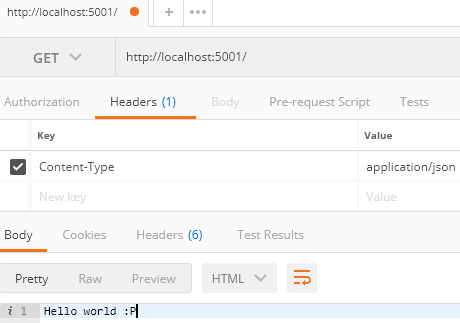 http://localhost:5001/ + •••
GET http://localhost:5001/
Authorization Headers (1) Body Pre-request Script Tests
Key Value
Content-Type application/json
New key Value
Body Cookies Headers (6) Test Results
Pretty Raw Preview HTML
i 1 Hello world :P